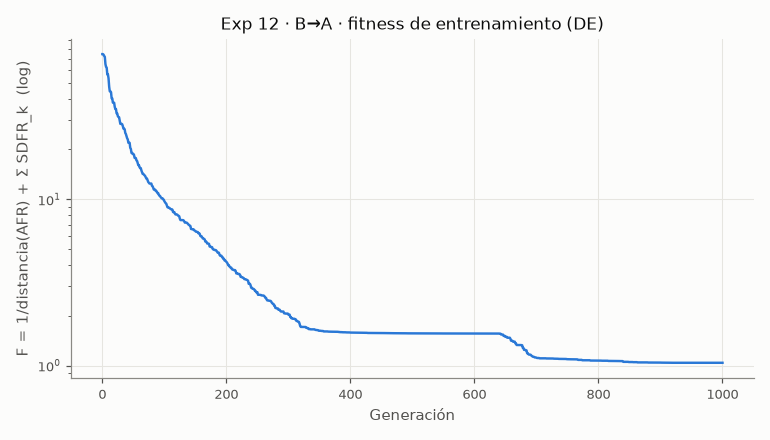 Exp 12 · B→A · fitness de entrenamiento (DE)
F = 1/distancia(AFR) + Σ SDFR_k (log)
10¹
10⁰
0 200 400 600 800 1000
Generación